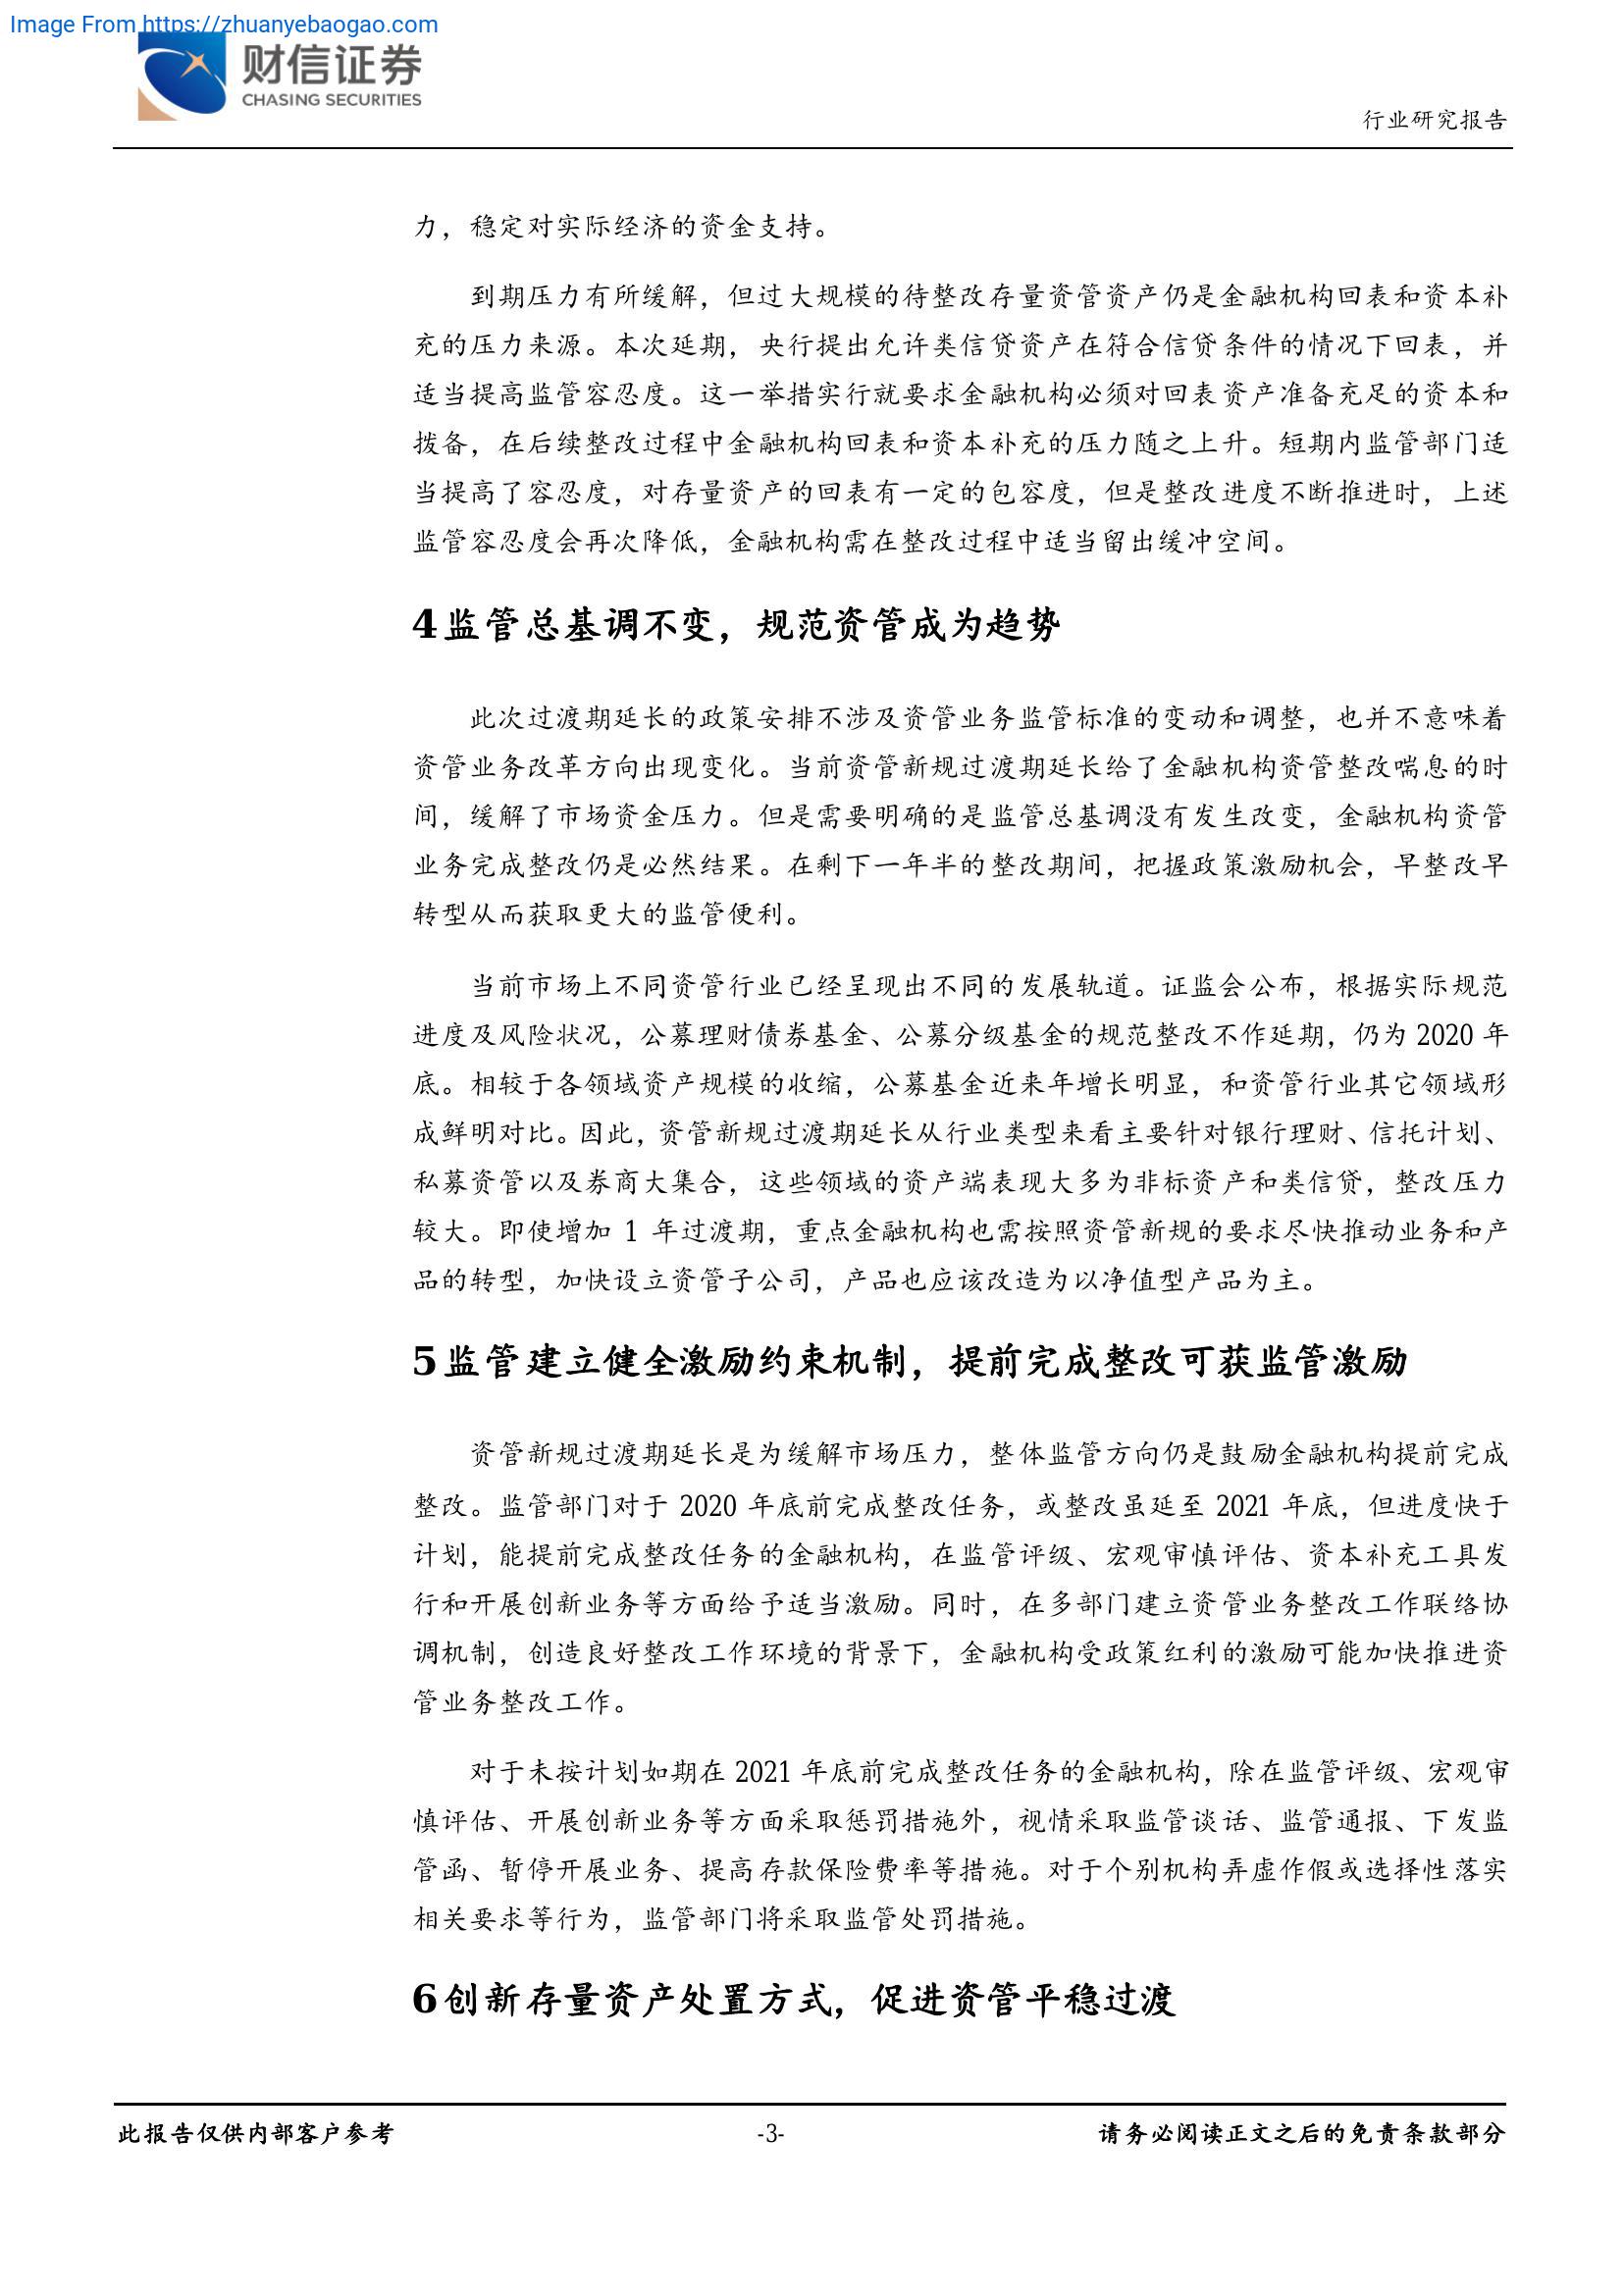 Image From https://zhuanyebaogao.com
财信证券
CHASING SECURITIES
行业研究报告
力，稳定对实际经济的资金支持。
到期压力有所缓解，但过大规模的待整改存量资管资产仍是金融机构回表和资本补
充的压力来源。本次延期，央行提出允许类信贷资产在符合信贷条件的情况下回表，并
适当提高监管容忍度。这一举措实行就要求金融机构必须对回表资产准备充足的资本和
拨备，在后续整改过程中金融机构回表和资本补充的压力随之上升。短期内监管部门适
当提高了容忍度，对存量资产的回表有一定的包容度，但是整改进度不断推进时，上述
监管容忍度会再次降低，金融机构需在整改过程中适当留出缓冲空间。
4 监管总基调不变，规范资管成为趋势
此次过渡期延长的政策安排不涉及资管业务监管标准的变动和调整，也并不意味着
资管业务改革方向出现变化。当前资管新规过渡期延长给了金融机构资管整改喘息的时
间，缓解了市场资金压力。但是需要明确的是监管总基调没有发生改变，金融机构资管
业务完成整改仍是必然结果。在剩下一年半的整改期间，把握政策激励机会，早整改早
转型从而获取更大的监管便利。
当前市场上不同资管行业已经呈现出不同的发展轨道。证监会公布，根据实际规范
进度及风险状况，公募理财债券基金、公募分级基金的规范整改不作延期，仍为 2020 年
底。相较于各领域资产规模的收缩，公募基金近来年增长明显，和资管行业其它领域形
成鲜明对比。因此，资管新规过渡期延长从行业类型来看主要针对银行理财、信托计划、
私募资管以及券商大集合，这些领域的资产端表现大多为非标资产和类信贷，整改压力
较大。即使增加 1 年过渡期，重点金融机构也需按照资管新规的要求尽快推动业务和产
品的转型，加快设立资管子公司，产品也应该改造为以净值型产品为主。
5 监管建立健全激励约束机制，提前完成整改可获监管激励
资管新规过渡期延长是为缓解市场压力，整体监管方向仍是鼓励金融机构提前完成
整改。监管部门对于 2020 年底前完成整改任务，或整改虽延至 2021 年底，但进度快于
计划，能提前完成整改任务的金融机构，在监管评级、宏观审慎评估、资本补充工具发
行和开展创新业务等方面给予适当激励。同时，在多部门建立资管业务整改工作联络协
调机制，创造良好整改工作环境的背景下，金融机构受政策红利的激励可能加快推进资
管业务整改工作。
对于未按计划如期在 2021 年底前完成整改任务的金融机构，除在监管评级、宏观审
慎评估、开展创新业务等方面采取惩罚措施外，视情采取监管谈话、监管通报、下发监
管函、暂停开展业务、提高存款保险费率等措施。对于个别机构弄虚作假或选择性落实
相关要求等行为，监管部门将采取监管处罚措施。
6 创新存量资产处置方式，促进资管平稳过渡
此报告仅供内部客户参考
-3-
请务必阅读正文之后的免责条款部分